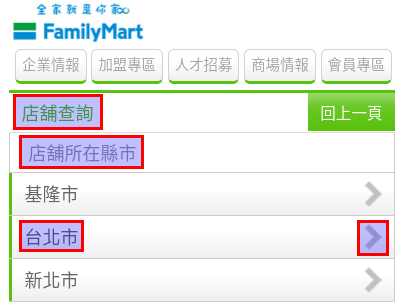 全家就是你家
FamilyMart
企業情報 加盟專區 人才招募 商場情報 會員專區
店舖查詢 回上一頁
店舖所在縣市
基隆市
台北市
新北市